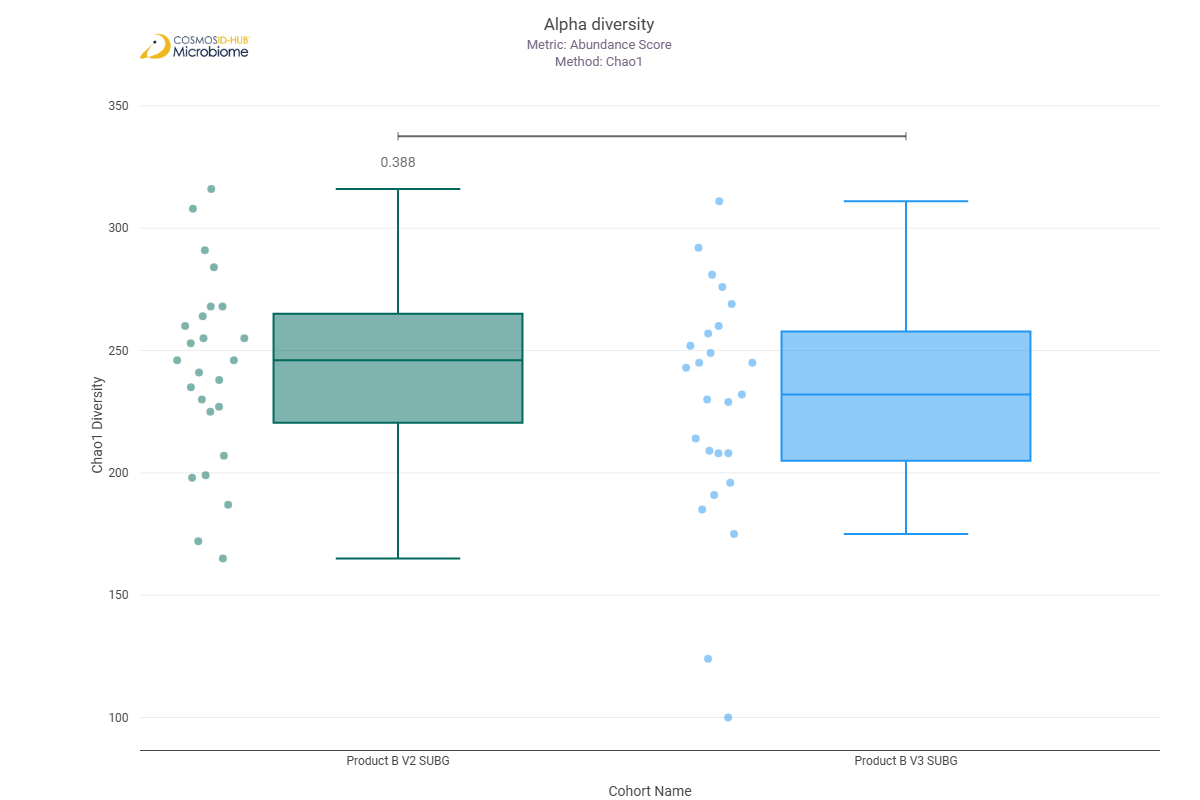 Alpha diversity
Metric: Abundance Score
Method: Chao1
COSMOSID-HUB
Microbiome
350
0.388
300
250
200
150
100
Chao1 Diversity
Product B V2 SUBG
Product B V3 SUBG
Cohort Name